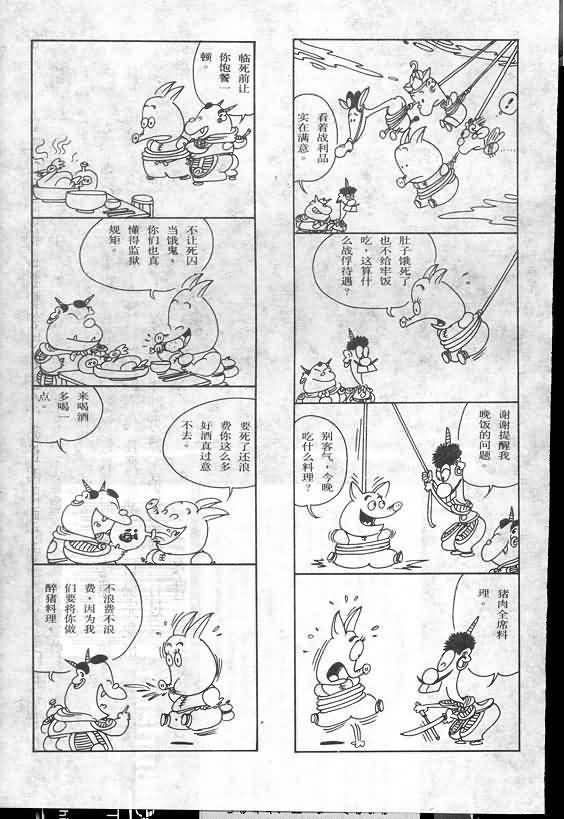 ！
……
看着战利品
实在满意。
肚子饿死了
也不给牢饭
吃，这算什
么战俘待遇？
谢谢提醒我
晚饭的问题。
别客气，今晚
吃什么料理？
猪肉全席料
理。
临死前让
你饱餐一
顿。
不让死囚
当饿鬼，
你们也真
懂得监狱
规矩。
要死了还浪
费你这么多
好酒真过意
不去。
来喝酒
多喝一
点。
不浪费不浪
费，因为我
们要将你做
醉猪料理。